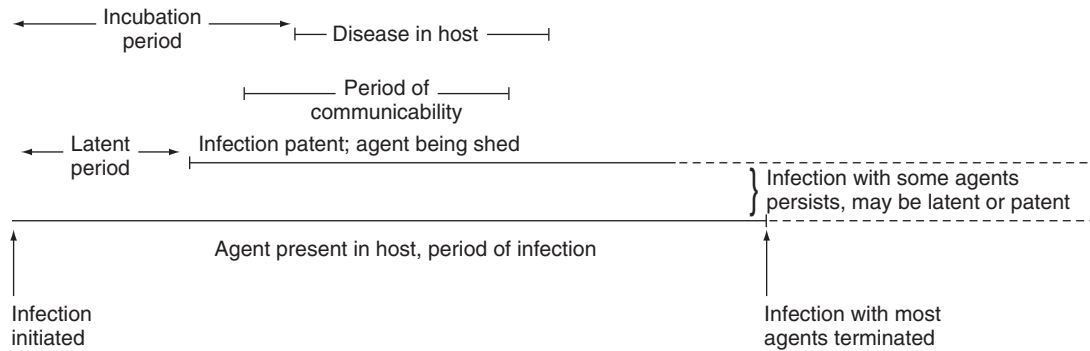 Incubation
period
Disease in host
Period of
communicability
Latent
period
Infection patent; agent being shed
Infection with some agents
persists, may be latent or patent
Agent present in host, period of infection
Infection
initiated
Infection with most
agents terminated